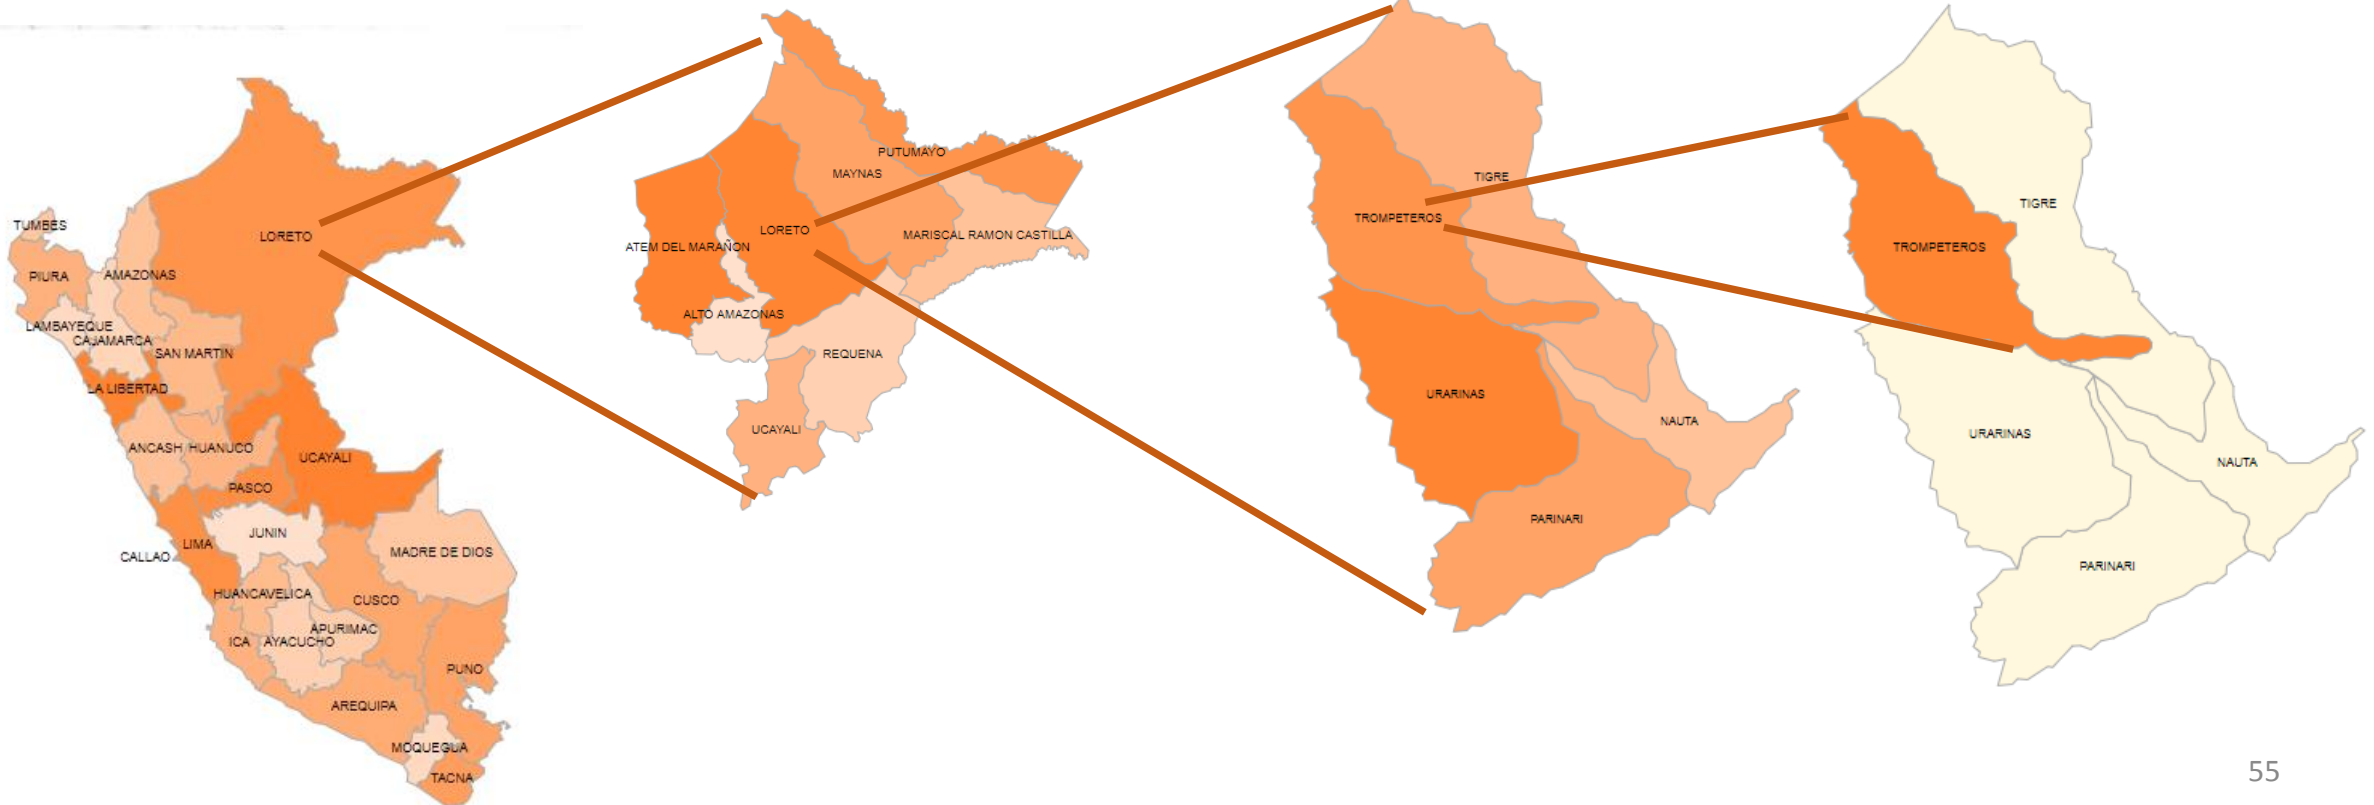 TUMBES
LORETO
PIURA
AMAZONAS
LAMBAYEQUE
CAJAMARCA
SAN MARTIN
LA LIBERTAD
ANCASH
HUANUCO
UCAYALI
PASCO
JUNIN
LIMA
CALLAO
MADRE DE DIOS
HUANCAVELICA
CUSCO
APURIMAC
ICA
AYACUCHO
PUNO
AREQUIPA
MOQUEGUA
TACNA
PUTUMAYO
MAYNAS
LORETO
MARISCAL RAMON CASTILLA
ATEM DEL MARAÑON
ALTO AMAZONAS
REQUENA
UCAYALI
TIGRE
TROMPETEROS
URARINAS
NAUTA
PARINARI
TIGRE
TROMPETEROS
URARINAS
NAUTA
PARINARI
55